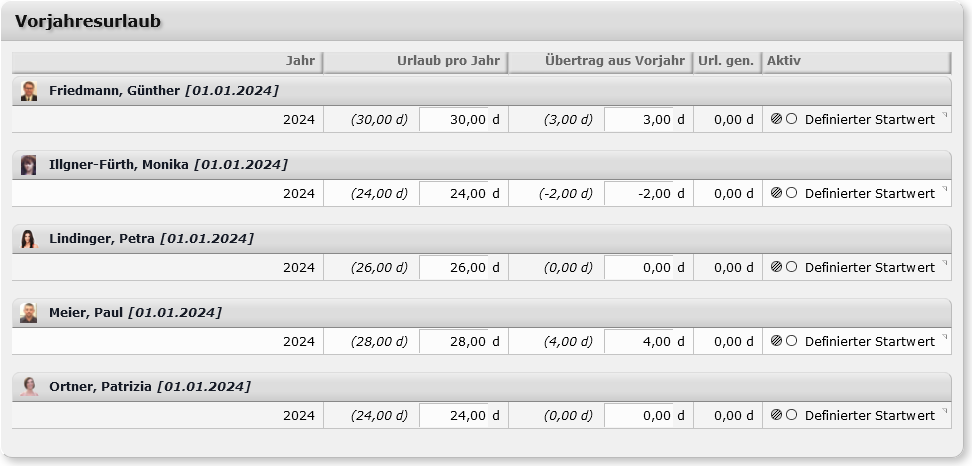 Vorjahresurlaub
Jahr Urlaub pro Jahr Übertrag aus Vorjahr Url. gen. Aktiv
Friedmann, Günther [01.01.2024]
2024 (30,00 d) 30,00 d (3,00 d) 3,00 d 0,00 d Definierter Startwert
Illgner-Fürth, Monika [01.01.2024]
2024 (24,00 d) 24,00 d (-2,00 d) -2,00 d 0,00 d Definierter Startwert
Lindinger, Petra [01.01.2024]
2024 (26,00 d) 26,00 d (0,00 d) 0,00 d 0,00 d Definierter Startwert
Meier, Paul [01.01.2024]
2024 (28,00 d) 28,00 d (4,00 d) 4,00 d 0,00 d Definierter Startwert
Ortner, Patrizia [01.01.2024]
2024 (24,00 d) 24,00 d (0,00 d) 0,00 d 0,00 d Definierter Startwert